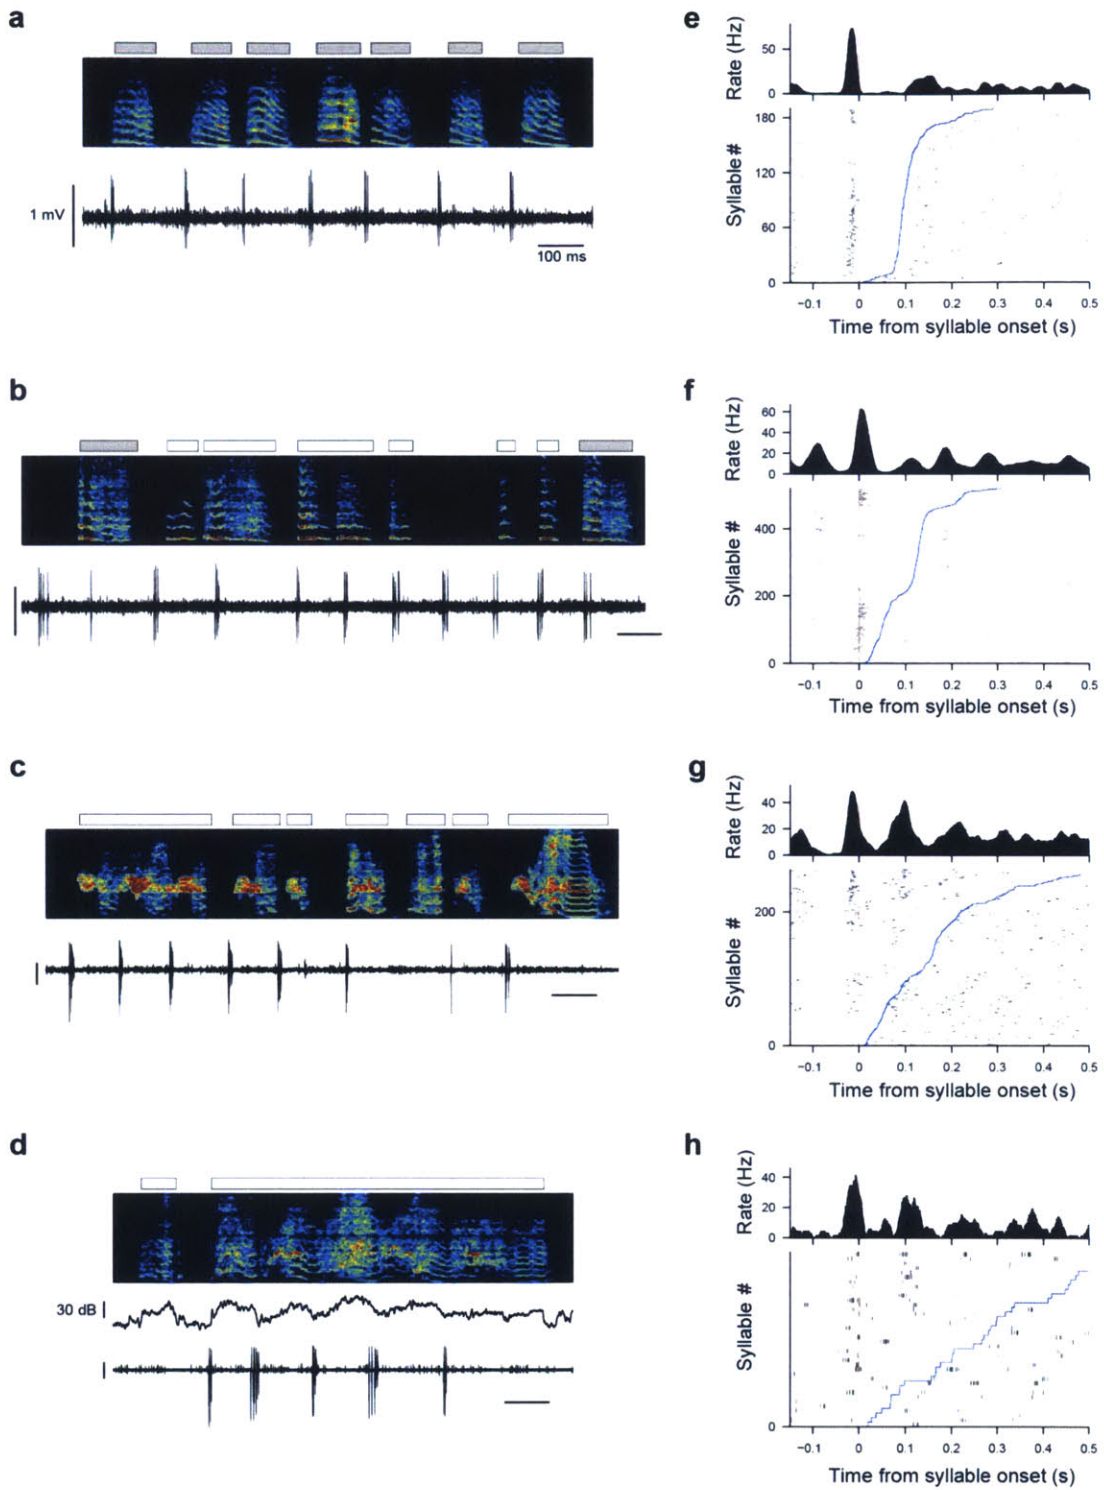 a
1 mV
100 ms
b
c
d
30 dB
e
Rate (Hz)
50
0
Syllable #
180
120
60
0
−0.1 0 0.1 0.2 0.3 0.4 0.5
Time from syllable onset (s)
f
Rate (Hz)
60
40
20
0
Syllable #
400
200
0
−0.1 0 0.1 0.2 0.3 0.4 0.5
Time from syllable onset (s)
g
Rate (Hz)
40
20
0
Syllable #
200
0
−0.1 0 0.1 0.2 0.3 0.4 0.5
Time from syllable onset (s)
h
Rate (Hz)
40
20
0
Syllable #
0
−0.1 0 0.1 0.2 0.3 0.4 0.5
Time from syllable onset (s)